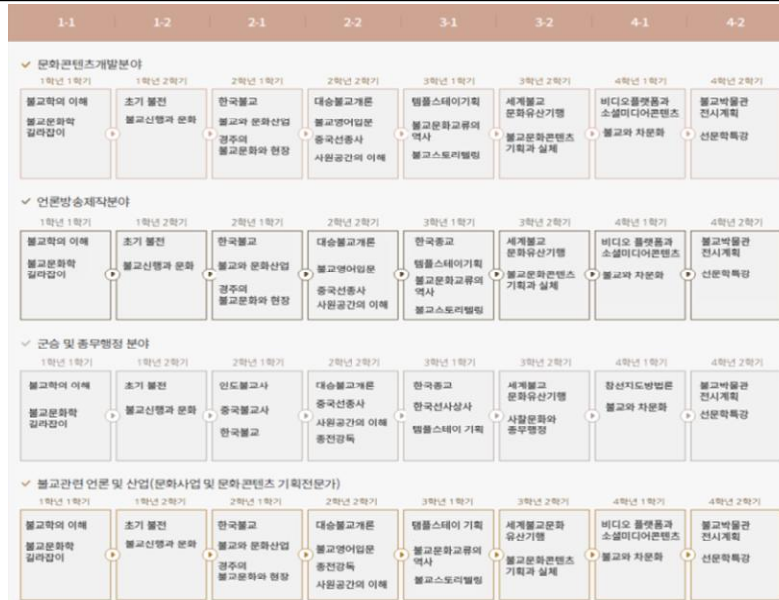 1-1 1-2 2-1 2-2 3-1 3-2 4-1 4-2
문화콘텐츠개발분야
1학년 1학기 1학년 2학기 2학년 1학기 2학년 2학기 3학년 1학기 3학년 2학기 4학년 1학기 4학년 2학기
불교학의 이해
불교문화학
길라잡이
초기 불전
불교신행과 문화
한국불교
불교와 문화산업
경주의
불교문화와 현장
대승불교개론
불교영어입문
중국선종사
사원공간의 이해
템플스테이기획
불교문화교류의
역사
불교스토리텔링
세계불교
문화유산기행
불교문화콘텐츠
기획과 실제
비디오플랫폼과
소셜미디어콘텐츠
불교와 차문화
불교박물관
전시계획
선문학특강
언론방송제작분야
1학년 1학기 1학년 2학기 2학년 1학기 2학년 2학기 3학년 1학기 3학년 2학기 4학년 1학기 4학년 2학기
불교학의 이해
불교문화학
길라잡이
초기 불전
불교신행과 문화
한국불교
불교와 문화산업
경주의
불교문화와 현장
대승불교개론
불교영어입문
중국선종사
사원공간의 이해
한국종교
템플스테이기획
불교문화교류의
역사
불교스토리텔링
세계불교
문화유산기행
불교문화콘텐츠
기획과 실체
비디오 플랫폼과
소셜미디어콘텐츠
불교와 차문화
불교박물관
전시계획
선문학특강
군승 및 종무행정 분야
1학년 1학기 1학년 2학기 2학년 1학기 2학년 2학기 3학년 1학기 3학년 2학기 4학년 1학기 4학년 2학기
불교학의 이해
불교문화학
길라잡이
초기 불전
불교신행과 문화
인도불교사
중국불교사
한국불교
대승불교개론
중국선종사
사원공간의 이해
종전강독
한국종교
한국선사상사
템플스테이 기획
세계불교
문화유산기행
사찰문화와
종무행정
참선지도방법론
불교와 차문화
불교박물관
전시계획
선문학특강
불교관련 언론 및 산업(문화사업 및 문화콘텐츠 기획전문가)
1학년 1학기 1학년 2학기 2학년 1학기 2학년 2학기 3학년 1학기 3학년 2학기 4학년 1학기 4학년 2학기
불교학의 이해
불교문화학
길라잡이
초기 불전
불교신행과 문화
한국불교
불교와 문화산업
경주의
불교문화와 현장
대승불교개론
불교영어입문
종전강독
사원공간의 이해
템플스테이 기획
불교문화교류의
역사
불교스토리텔링
세계불교문화
유산기행
불교문화콘텐츠
기획과 실제
비디오 플랫폼과
소셜미디어콘텐츠
불교와 차문화
불교박물관
전시계획
선문학특강